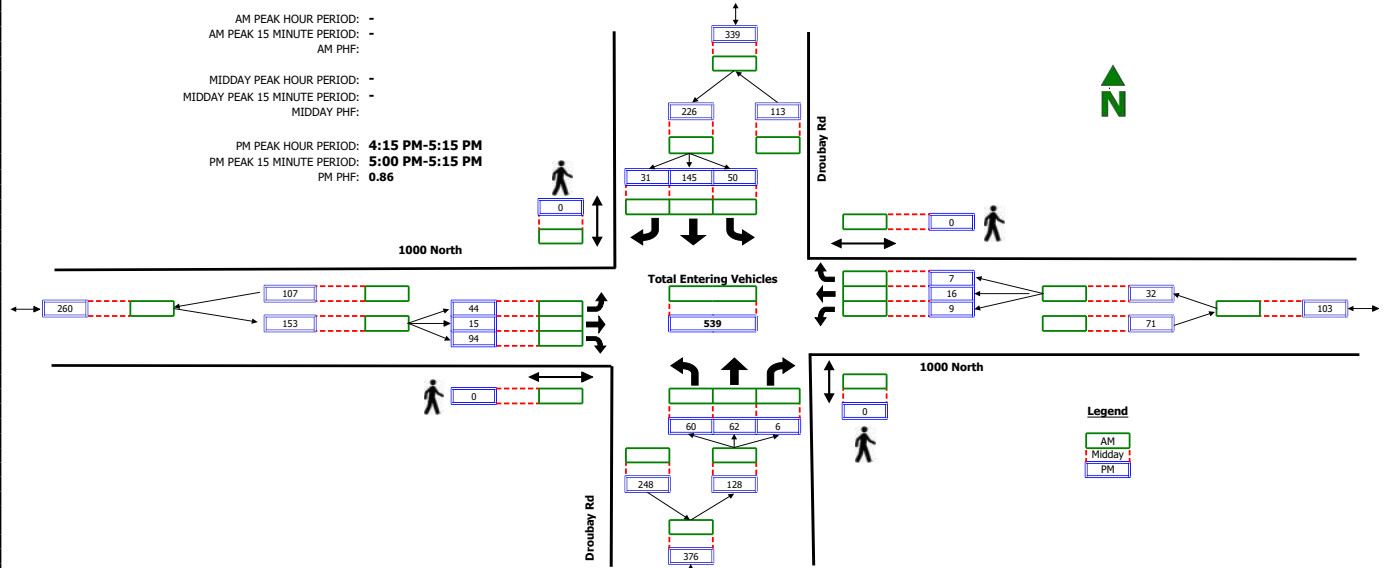 AM PEAK HOUR PERIOD: -
AM PEAK 15 MINUTE PERIOD: -
AM PHF:
MIDDAY PEAK HOUR PERIOD: -
MIDDAY PEAK 15 MINUTE PERIOD: -
MIDDAY PHF:
PM PEAK HOUR PERIOD: 4:15 PM-5:15 PM
PM PEAK 15 MINUTE PERIOD: 5:00 PM-5:15 PM
PM PHF: 0.86
339
226 113
Droubay Rd
N
31 145 50
0
0
1000 North
Total Entering Vehicles
539
260
107
153
44
15
94
7
16
9
32
71
103
0
60 62 6
248 128
376
Droubay Rd
1000 North
0
Legend
AM
Midday
PM